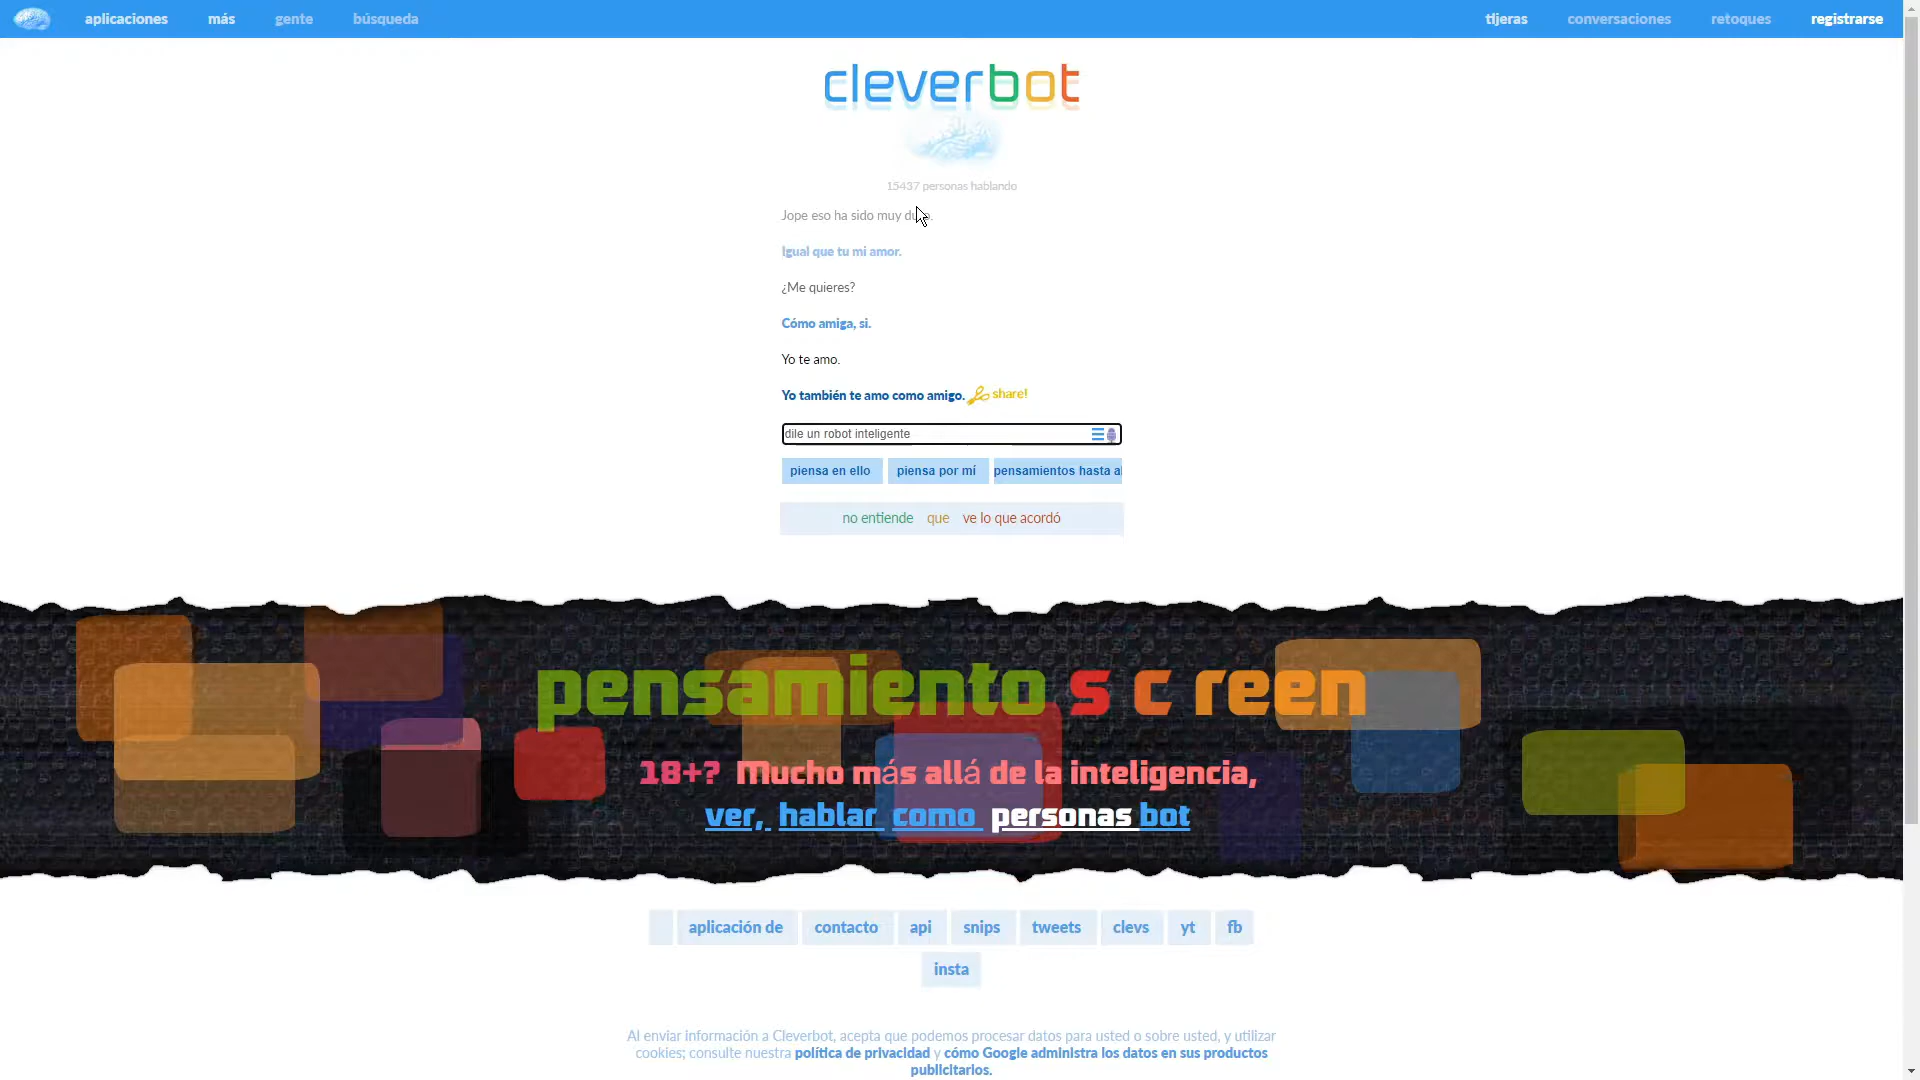 aplicaciones más gente búsqueda tijeras conversaciones retoques registrarse
cleverbot
15437 personas hablando
Jope eso ha sido muy
Igual que tu mi amor.
¿Me quieres?
Cómo amiga, si.
Yo te amo.
Yo también te amo como amigo. share!
dile un robot inteligente
piensa en ello piensa por mí pensamientos hasta a
no entiende que ve lo que acordó
pensamiento s c reen
18+? Mucho más allá de la inteligencia,
ver, hablar como personas bot
aplicación de contacto api snips tweets clevs yt fb
insta
Al enviar información a Cleverbot, acepta que podemos procesar datos para usted o sobre usted, y utilizar
cookies; consulte nuestra política de privacidad y cómo Google administra los datos en sus productos
publicitarios.